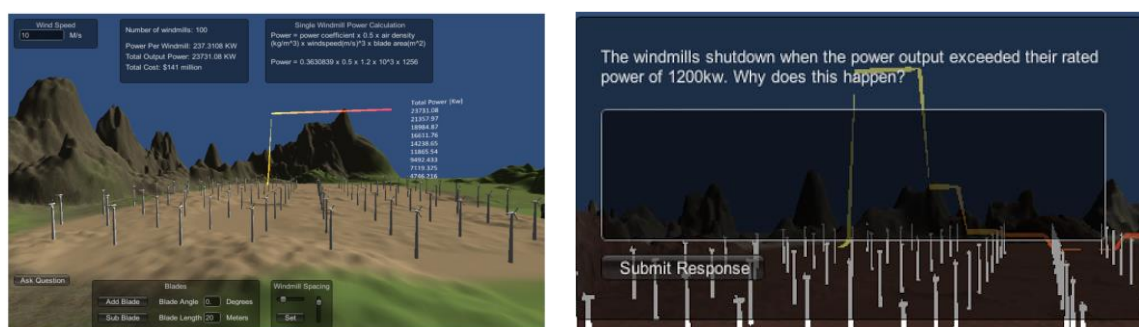 Wind Speed
10 M/s
Number of windmills: 100
Power Per Windmill: 237.3108 KW
Total Output Power: 23731.08 KW
Total Cost: $141 million
Single Windmill Power Calculation
Power = power coefficient x 0.5 x air density
(kg/m^3) x windspeed(m/s)^3 x blade area(m^2)
Power = 0.3630839 x 0.5 x 1.2 x 10^3 x 1256
Total Power (Kw)
23731.08
21357.97
18984.87
16611.76
14238.65
11865.54
9492.433
7119.325
4746.216
Ask Question
Blades
Add Blade Blade Angle 0. Degrees
Sub Blade Blade Length 20 Meters
Windmill Spacing
Set
The windmills shutdown when the power output exceeded their rated
power of 1200kw. Why does this happen?
Submit Response